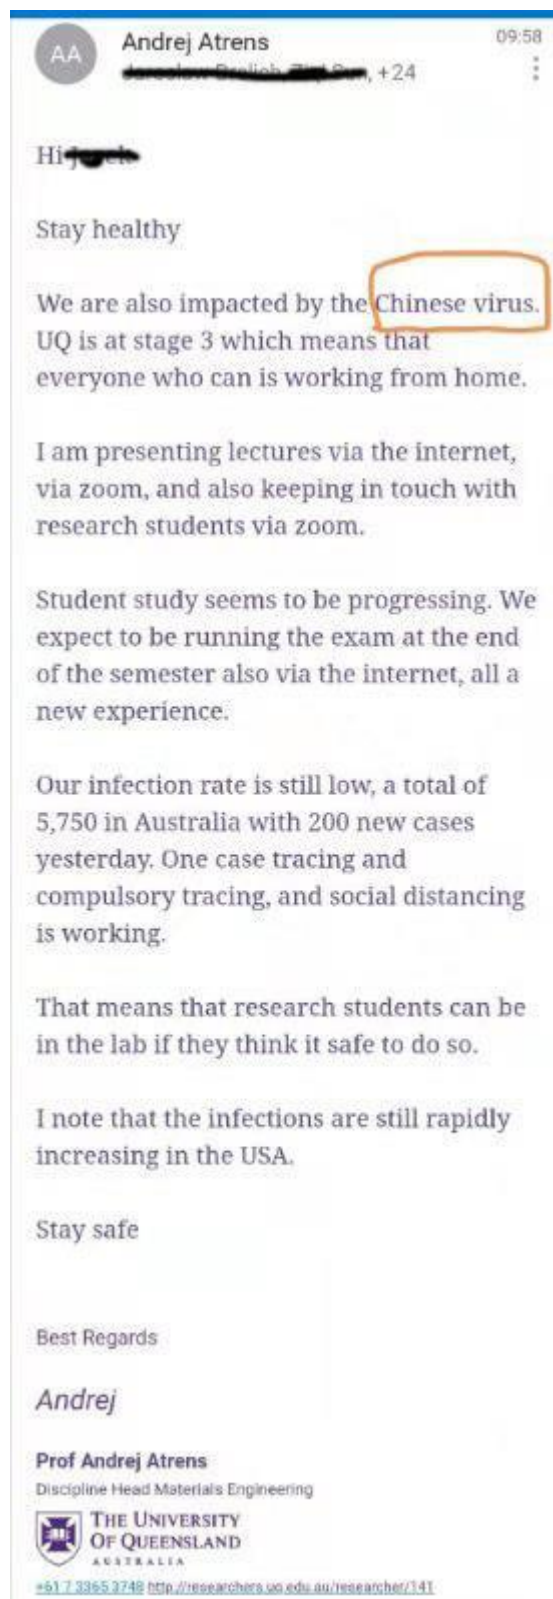 AA
Andrej Atrens
09:58
, +24
Hi
Stay healthy
We are also impacted by the Chinese virus.
UQ is at stage 3 which means that
everyone who can is working from home.
I am presenting lectures via the internet,
via zoom, and also keeping in touch with
research students via zoom.
Student study seems to be progressing. We
expect to be running the exam at the end
of the semester also via the internet, all a
new experience.
Our infection rate is still low, a total of
5,750 in Australia with 200 new cases
yesterday. One case tracing and
compulsory tracing, and social distancing
is working.
That means that research students can be
in the lab if they think it safe to do so.
I note that the infections are still rapidly
increasing in the USA.
Stay safe
Best Regards
Andrej
Prof Andrej Atrens
Discipline Head Materials Engineering
THE UNIVERSITY
OF QUEENSLAND
AUSTRALIA
+61 7 3365 3748 http://researchers.uq.edu.au/researcher/141